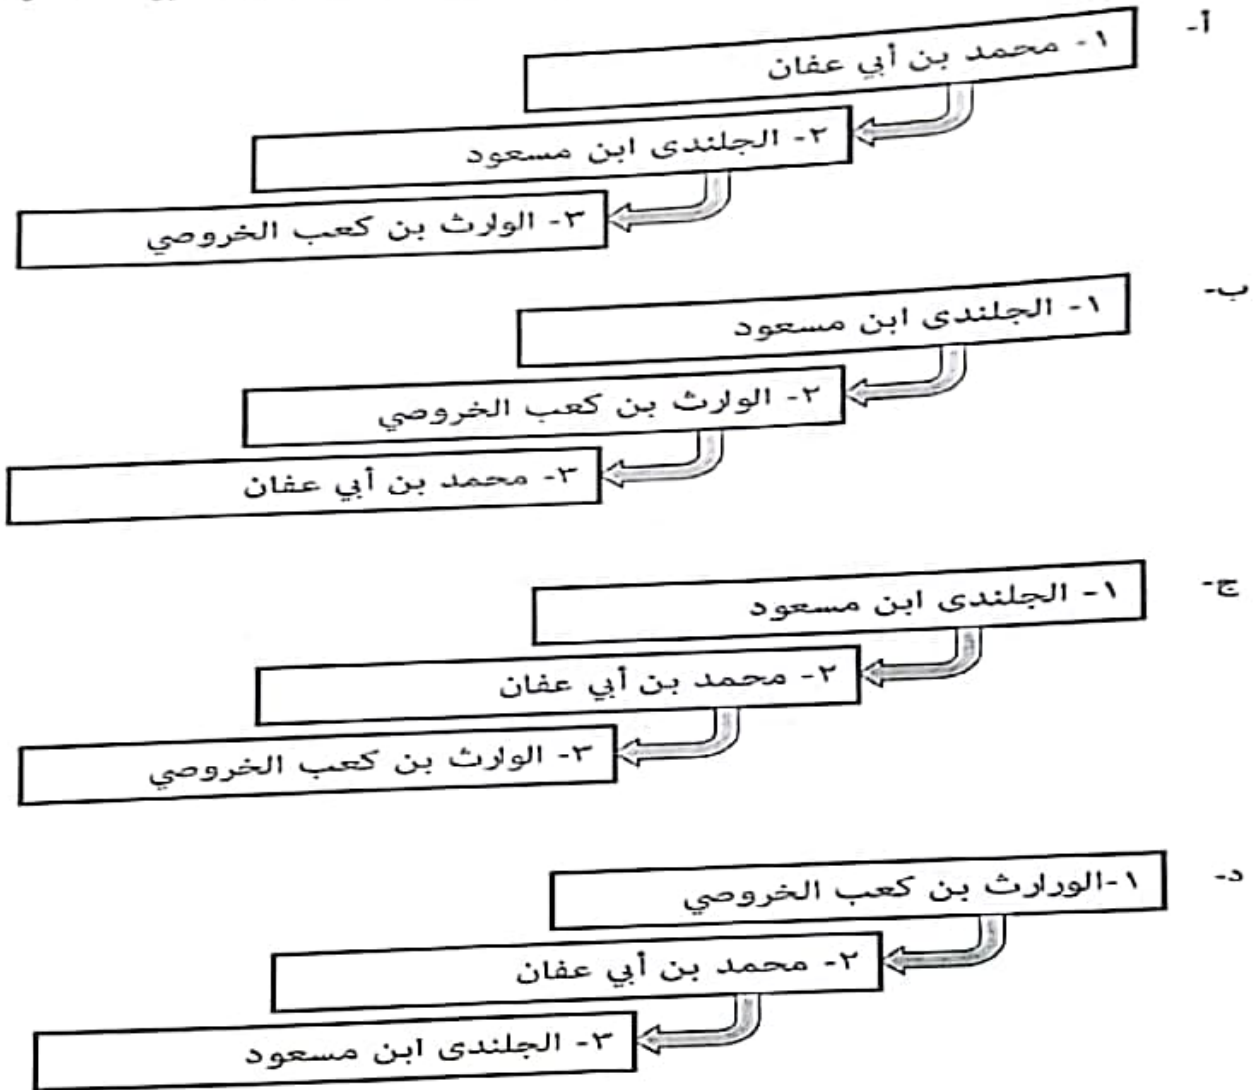 أ-
١- محمد بن أبي عفان
٢- الجلندى ابن مسعود
٣- الوارث بن كعب الخروصي
ب-
١- الجلندى ابن مسعود
٢- الوارث بن كعب الخروصي
٣- محمد بن أبي عفان
ج-
١- الجلندى ابن مسعود
٢- محمد بن أبي عفان
٣- الوارث بن كعب الخروصي
د-
١-الورارث بن كعب الخروصي
٢- محمد بن أبي عفان
٣- الجلندى ابن مسعود